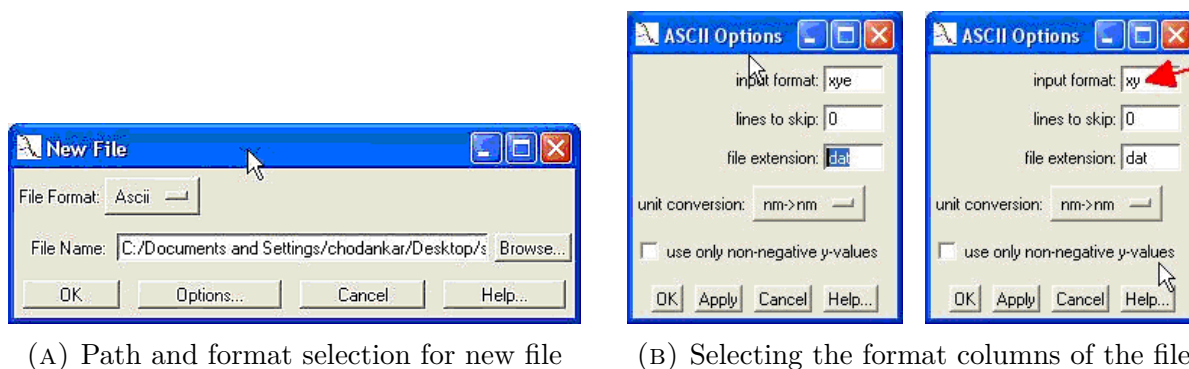 New File
File Format: Ascii
File Name: C:/Documents and Settings/chodankar/Desktop/s Browse...
OK Options... Cancel Help...
(A) Path and format selection for new file
ASCII Options
input format: xye
lines to skip: 0
file extension: dat
unit conversion: nm->nm
use only non-negative y-values
OK Apply Cancel Help...
ASCII Options
input format: xy
lines to skip: 0
file extension: dat
unit conversion: nm->nm
use only non-negative y-values
OK Apply Cancel Help...
(B) Selecting the format columns of the file